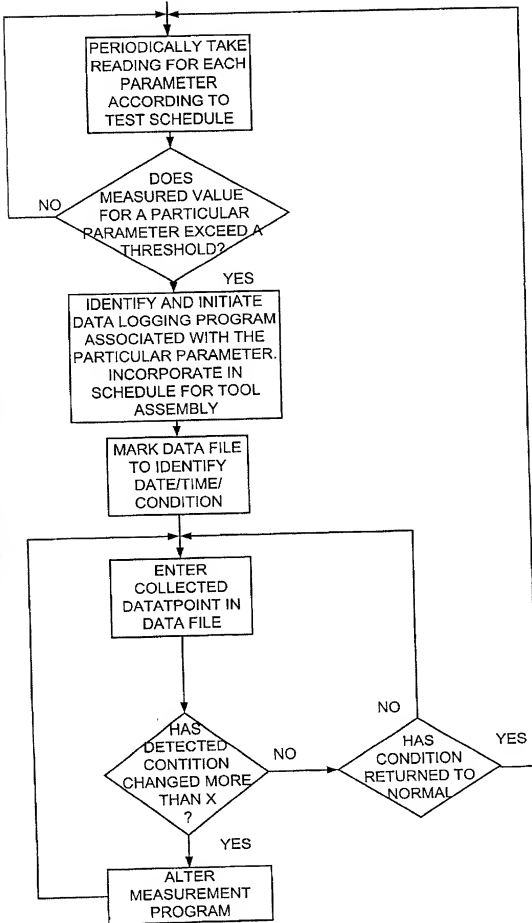 PERIODICALLY TAKE
READING FOR EACH
PARAMETER
ACCORDING TO
TEST SCHEDULE
NO
DOES
MEASURED VALUE
FOR A PARTICULAR
PARAMETER EXCEED A
THRESHOLD?
YES
IDENTIFY AND INITIATE
DATA LOGGING PROGRAM
ASSOCIATED WITH THE
PARTICULAR PARAMETER.
INCORPORATE IN
SCHEDULE FOR TOOL
ASSEMBLY
MARK DATA FILE
TO IDENTIFY
DATE/TIME/
CONDITION
ENTER
COLLECTED
DATATPOINT IN
DATA FILE
HAS
DETECTED
CONTITION
CHANGED MORE
THAN X
?
NO
NO
HAS
CONDITION
RETURNED TO
NORMAL
YES
YES
ALTER
MEASUREMENT
PROGRAM